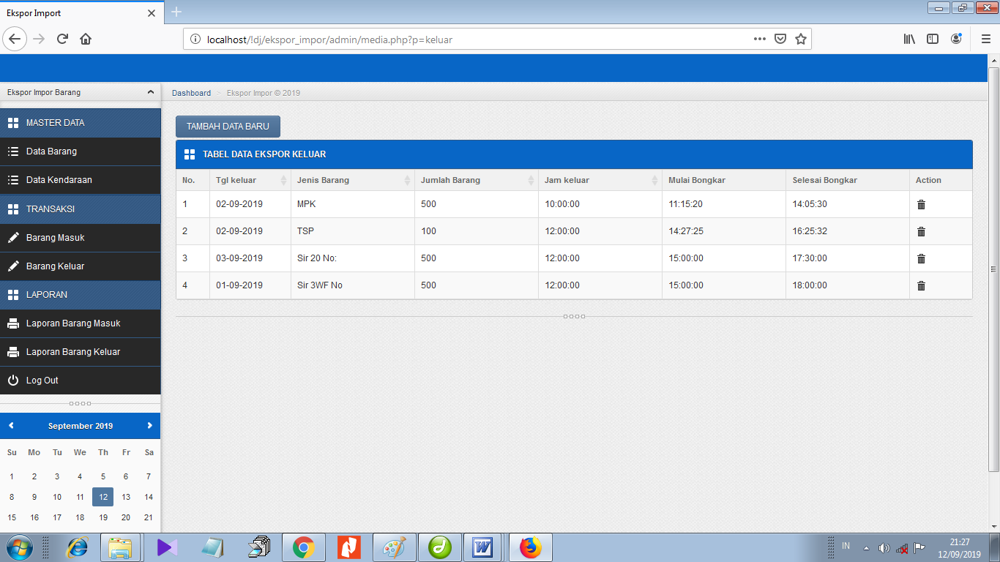 Ekspor Import
localhost/!dj/ekspor_impor/admin/media.php?p=keluar
Ekspor Impor Barang
Dashboard > Ekspor Impor © 2019
MASTER DATA
Data Barang
Data Kendaraan
TRANSAKSI
Barang Masuk
Barang Keluar
LAPORAN
Laporan Barang Masuk
Laporan Barang Keluar
Log Out
September 2019
Su Mo Tu We Th Fr Sa
1 2 3 4 5 6 7
8 9 10 11 12 13 14
15 16 17 18 19 20 21
TAMBAH DATA BARU
TABEL DATA EKSPOR KELUAR
No. Tgl keluar Jenis Barang Jumlah Barang Jam keluar Mulai Bongkar Selesai Bongkar Action
1 02-09-2019 MPK 500 10:00:00 11:15:20 14:05:30
2 02-09-2019 TSP 100 12:00:00 14:27:25 16:25:32
3 03-09-2019 Sir 20 No: 500 12:00:00 15:00:00 17:30:00
4 01-09-2019 Sir 3WF No 500 12:00:00 15:00:00 18:00:00
IN
21:27
12/09/2019